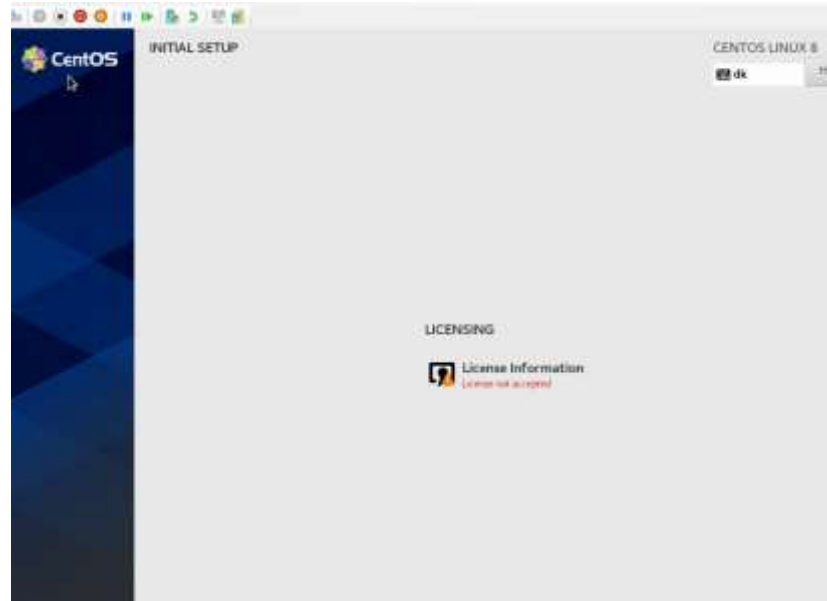 CentOS
INITIAL SETUP
CENTOS LINUX 8
dk
LICENSING
License Information
License not accepted